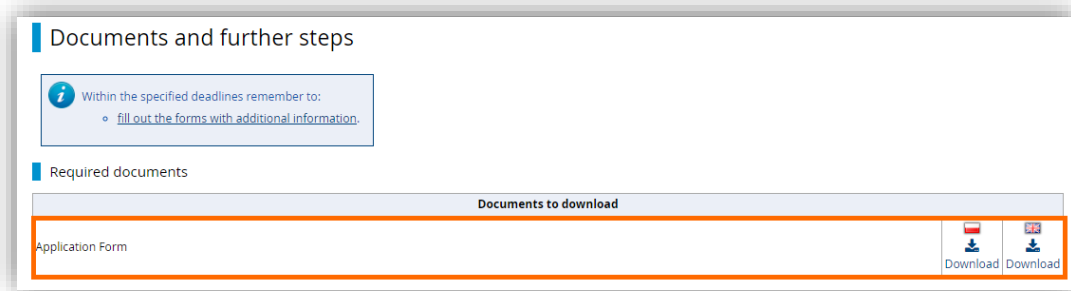 Documents and further steps
Within the specified deadlines remember to:
fill out the forms with additional information.
Required documents
Documents to download
Application Form
Download Download